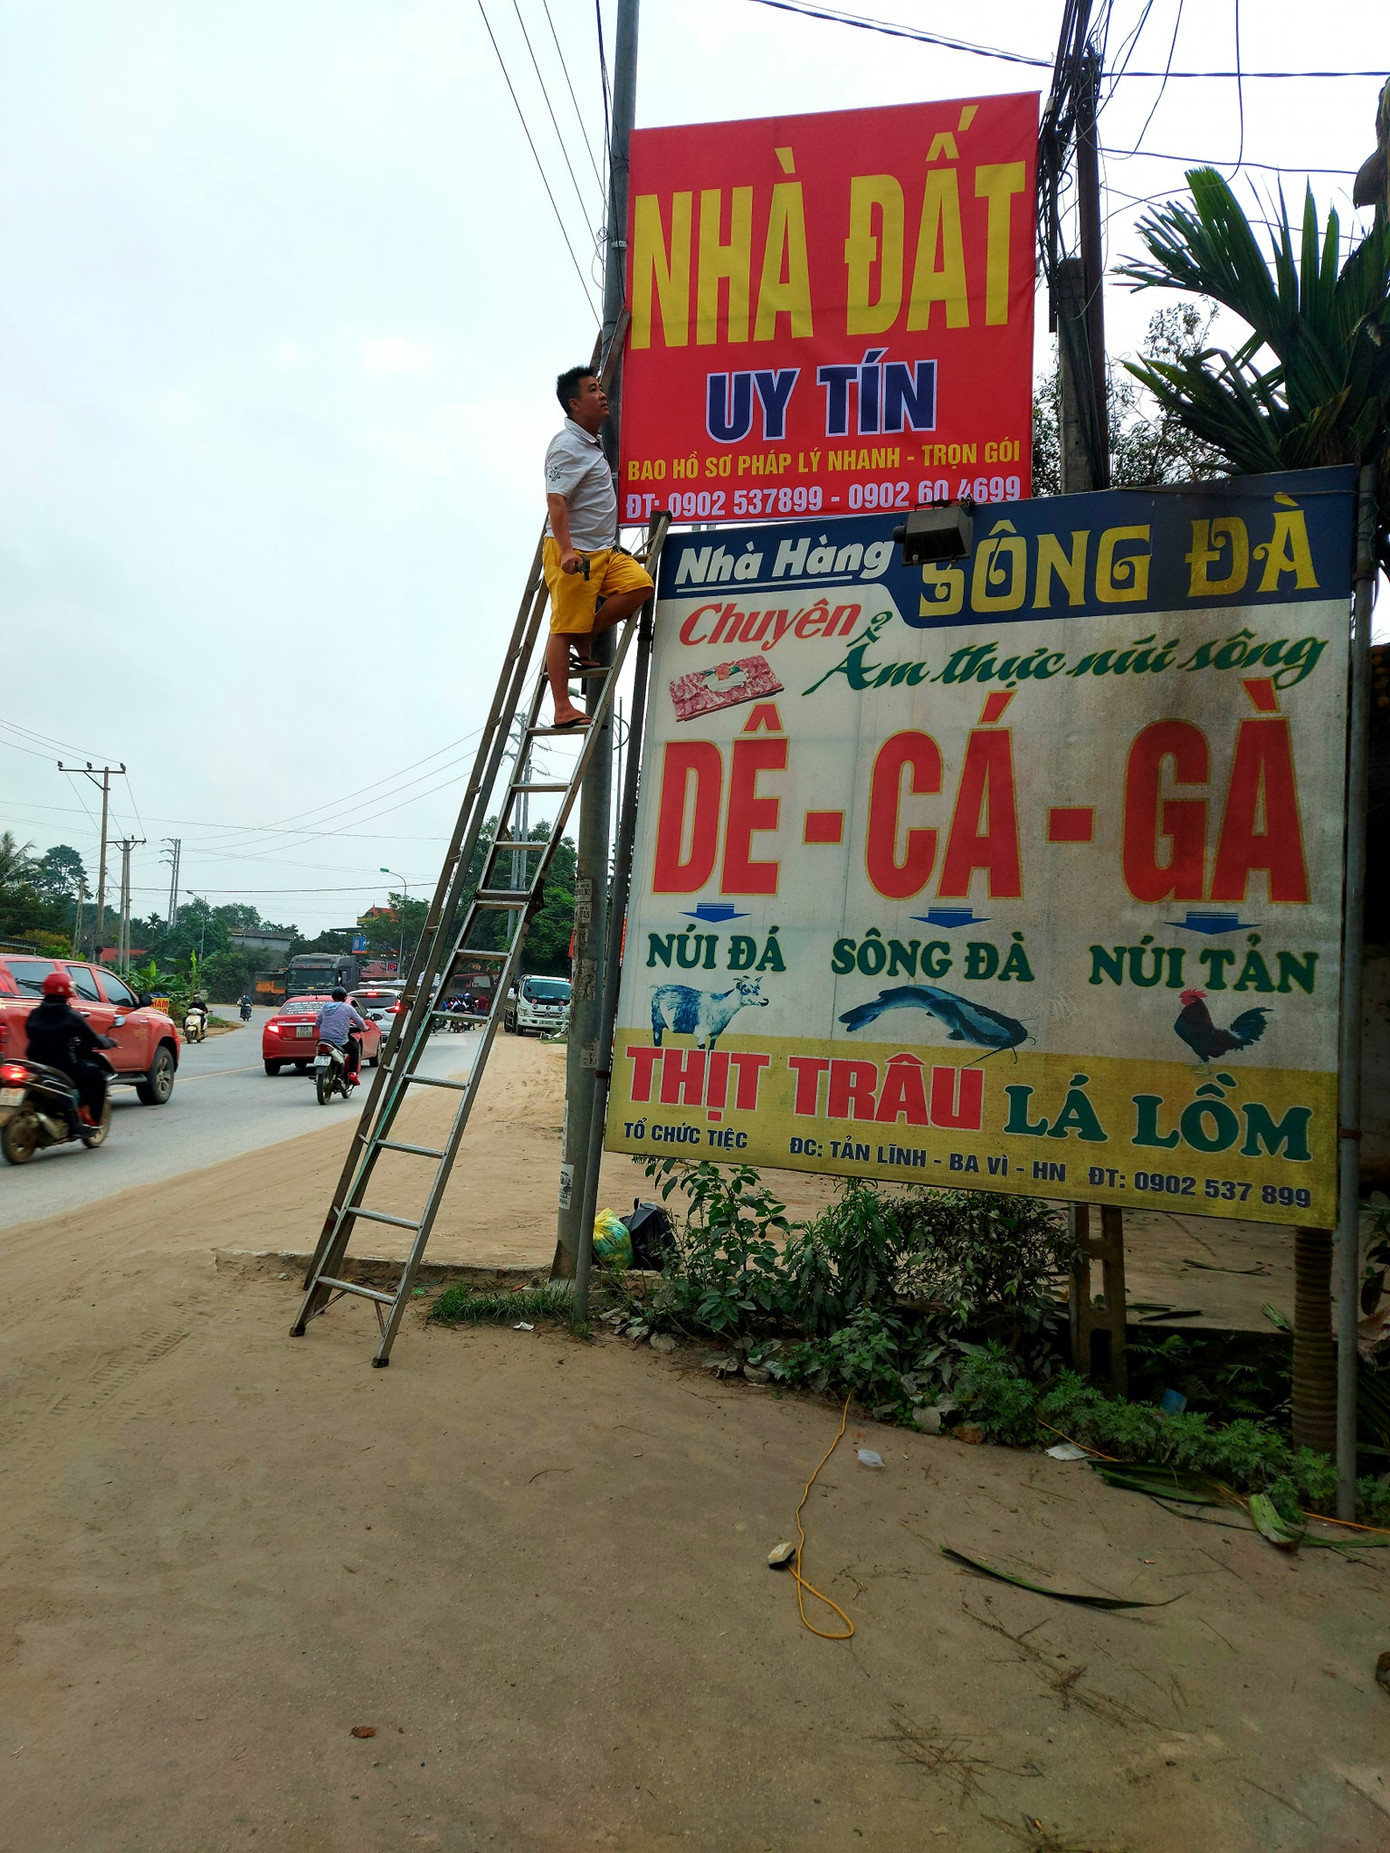 NHÀ ĐẤT
UY TÍN
BAO HỒ SƠ PHÁP LÝ NHANH - TRỌN GÓI
ĐT: 0902 537899 - 0902 60 4699
Nhà Hàng SÔNG ĐÀ
Chuyên
Ẩm thực núi sông
DÊ - CÁ - GÀ
NÚI ĐÁ SÔNG ĐÀ NÚI TẢN
THỊT TRÂU LÁ LỒM
TỔ CHỨC TIỆC ĐC: TẢN LĨNH - BA VÌ - HN ĐT: 0902 537 899